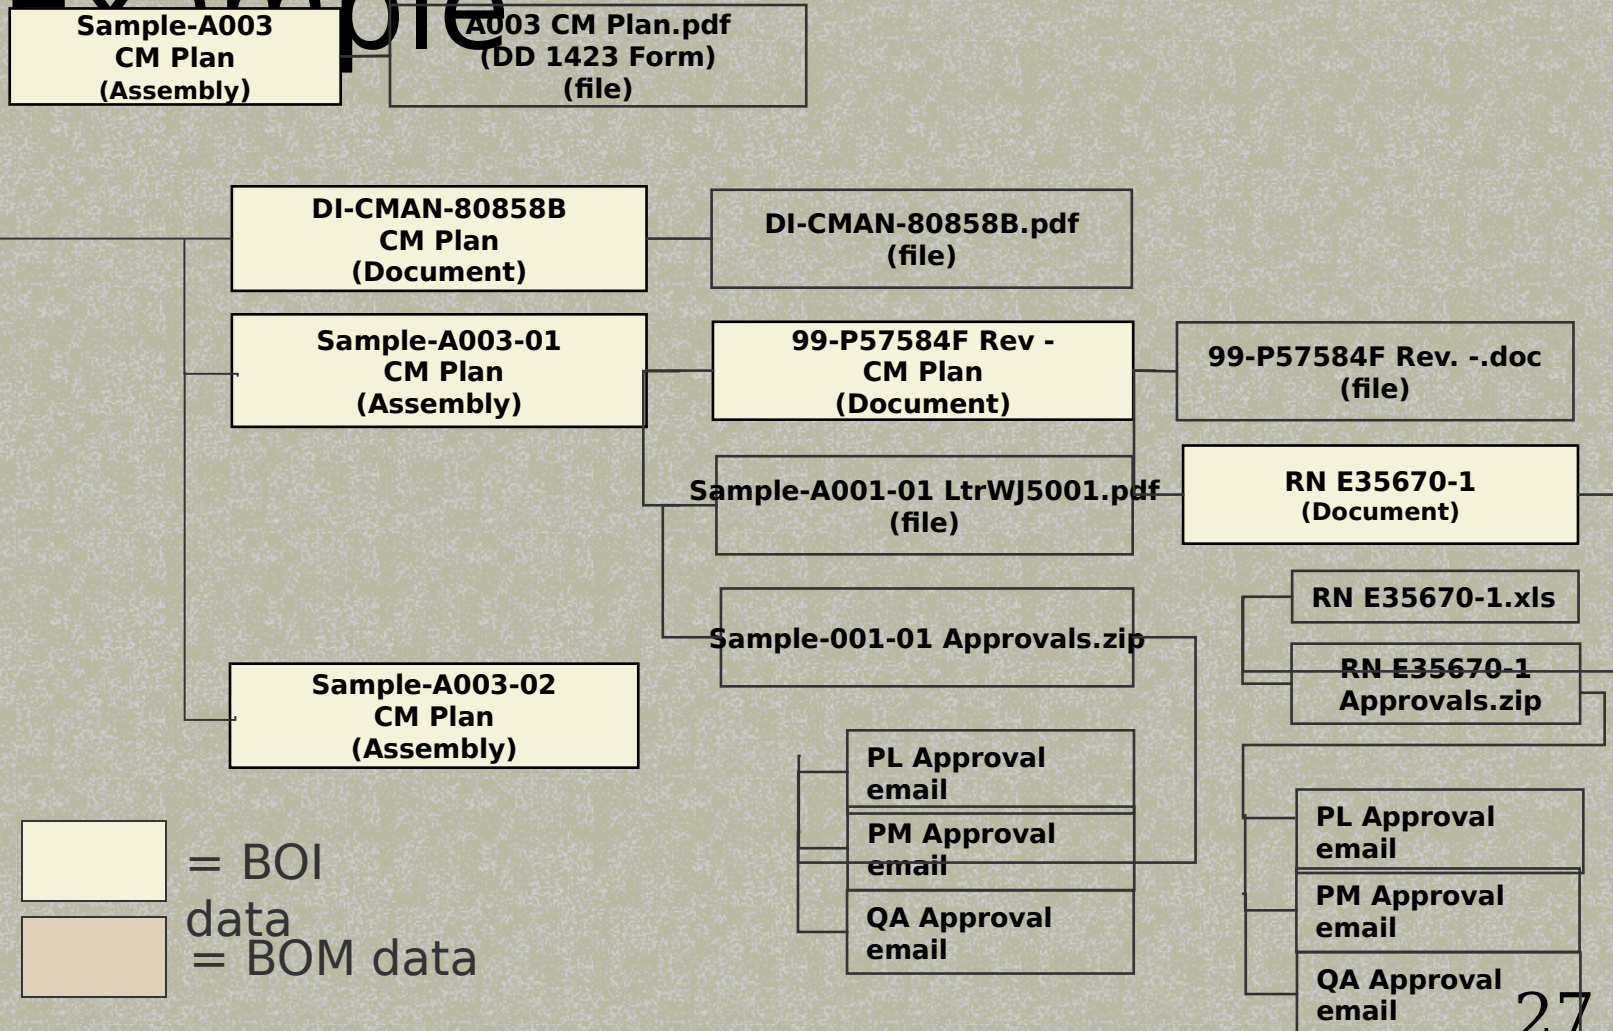 Example
Sample-A003
CM Plan
(Assembly)
A003 CM Plan.pdf
(DD 1423 Form)
(file)
DI-CMAN-80858B
CM Plan
(Document)
DI-CMAN-80858B.pdf
(file)
Sample-A003-01
CM Plan
(Assembly)
99-P57584F Rev -
CM Plan
(Document)
99-P57584F Rev. -.doc
(file)
Sample-A001-01 LtrWJ5001.pdf
(file)
RN E35670-1
(Document)
Sample-001-01 Approvals.zip
RN E35670-1.xls
RN E35670-1
Approvals.zip
Sample-A003-02
CM Plan
(Assembly)
PL Approval
email
PM Approval
email
QA Approval
email
PL Approval
email
PM Approval
email
QA Approval
email
= BOI
data
= BOM data
27